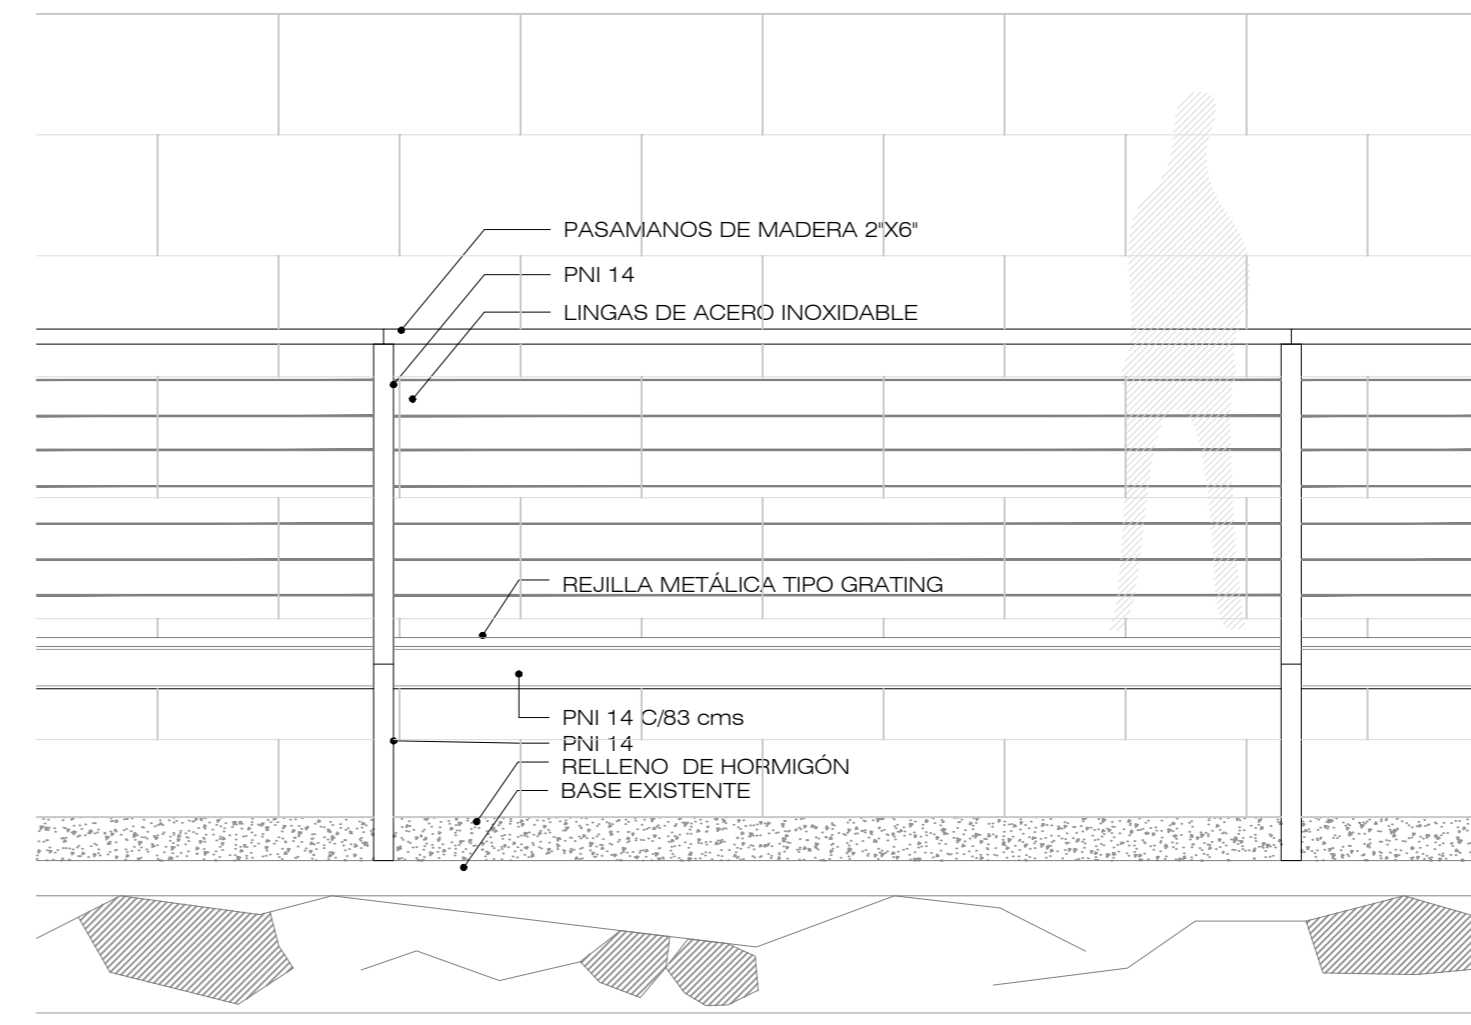 PASAMANOS DE MADERA 2"X6"
PNI 14
LINGAS DE ACERO INOXIDABLE
REJILLA METÁLICA TIPO GRATING
PNI 14 C/83 cms
PNI 14
RELLENO DE HORMIGÓN
BASE EXISTENTE